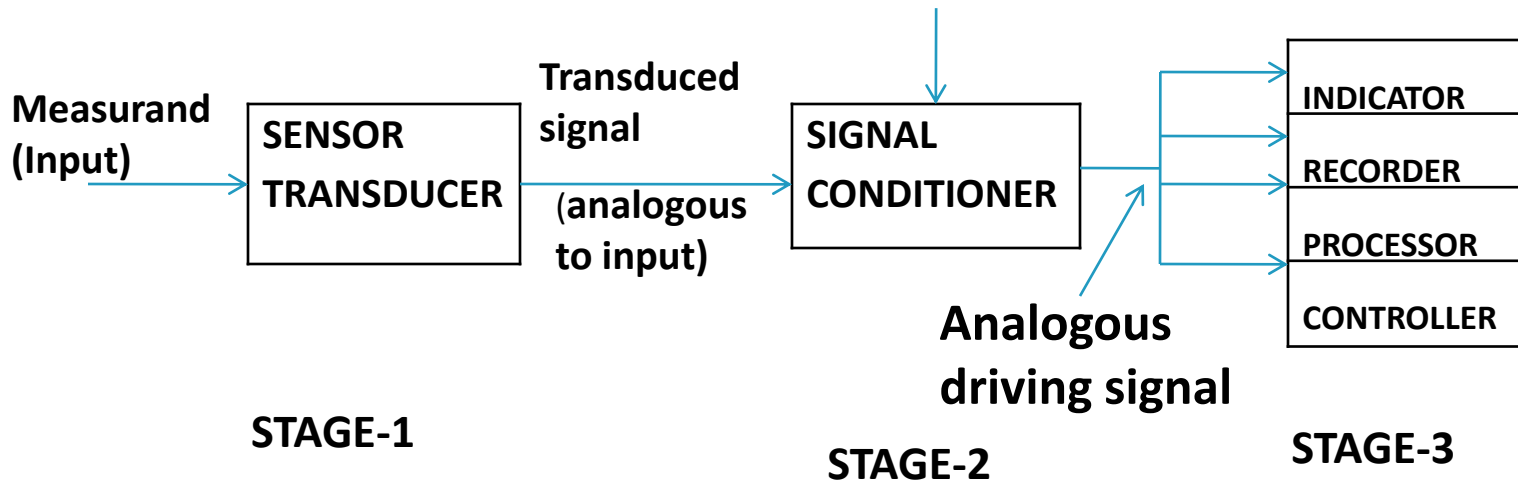 Measurand
(Input)
SENSOR
TRANSDUCER
Transduced
signal
(analogous
to input)
SIGNAL
CONDITIONER
Analogous
driving signal
INDICATOR
RECORDER
PROCESSOR
CONTROLLER
STAGE-1
STAGE-2
STAGE-3